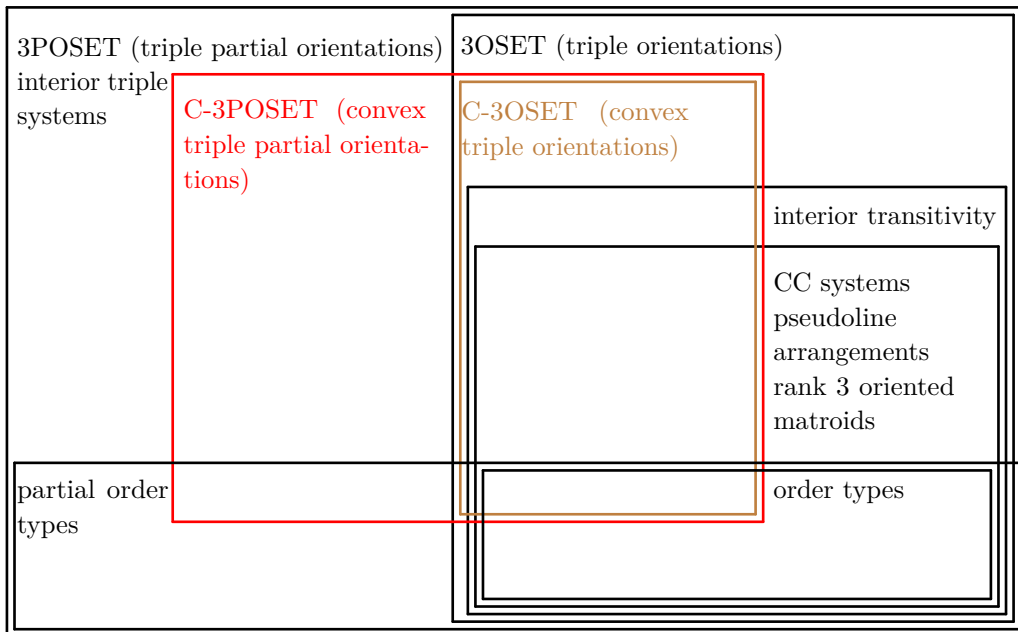 3POSET (triple partial orientations)
interior triple
systems
3OSET (triple orientations)
C-3POSET (convex
triple partial orienta-
tions)
C-3OSET (convex
triple orientations)
interior transitivity
CC systems
pseudoline
arrangements
rank 3 oriented
matroids
partial order
types
order types